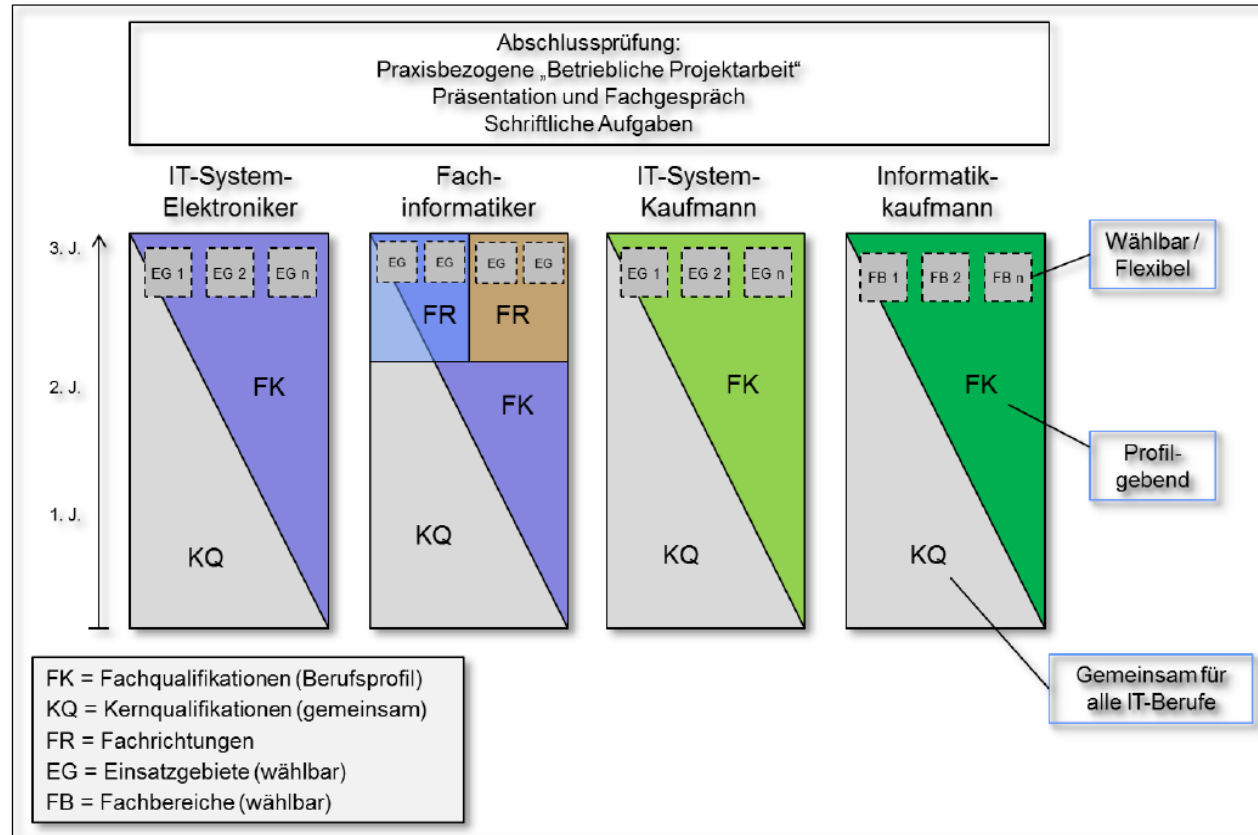 Abschlussprüfung:
Praxisbezogene „Betriebliche Projektarbeit“
Präsentation und Fachgespräch
Schriftliche Aufgaben
IT-System-
Elektroniker
Fach-
informatiker
IT-System-
Kaufmann
Informatik-
kaufmann
3. J.
2. J.
1. J.
EG 1
EG 2
EG n
FK
KQ
EG
EG
EG
EG
FR
FR
FK
KQ
EG 1
EG 2
EG n
FK
KQ
FB 1
FB 2
FB n
FK
KQ
Wählbar /
Flexibel
Profil-
gebend
Gemeinsam für
alle IT-Berufe
FK = Fachqualifikationen (Berufsprofil)
KQ = Kernqualifikationen (gemeinsam)
FR = Fachrichtungen
EG = Einsatzgebiete (wählbar)
FB = Fachbereiche (wählbar)